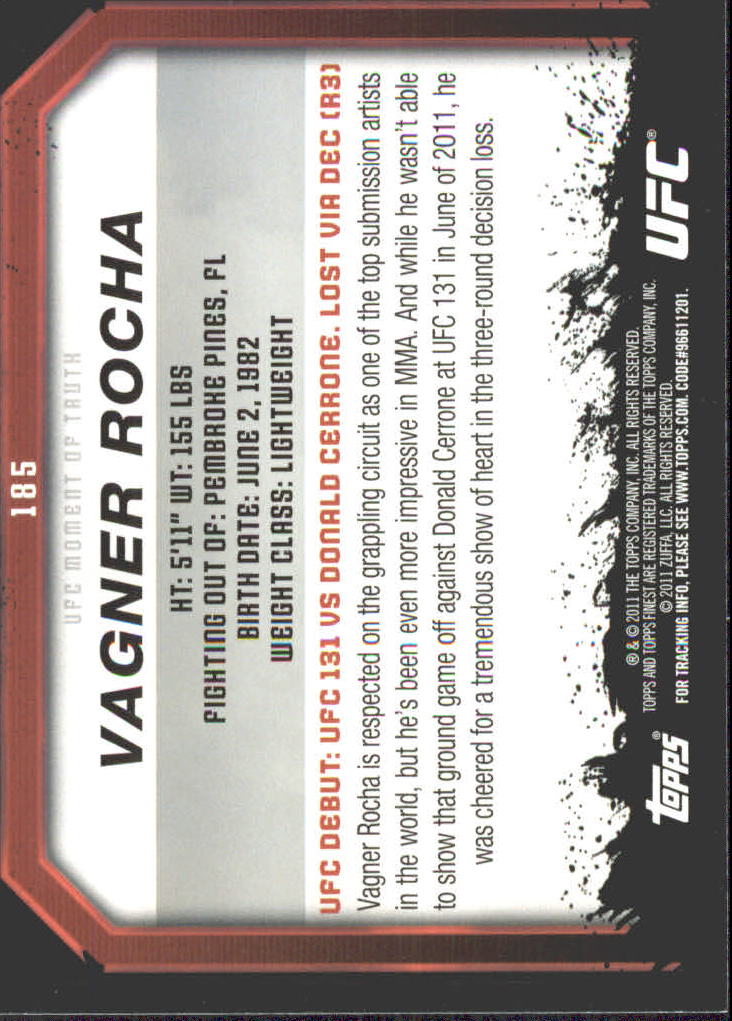 185
UFC MOMENT OF TRUTH
VAGNER ROCHA
HT: 5'11" WT: 155 LBS
FIGHTING OUT OF: PEMBROKE PINES, FL
BIRTH DATE: JUNE 2, 1982
WEIGHT CLASS: LIGHTWEIGHT
UFC DEBUT: UFC 131 VS DONALD CERRONE. LOST VIA DEC (R3)
Vagner Rocha is respected on the grappling circuit as one of the top submission artists
in the world, but he's been even more impressive in MMA. And while he wasn't able
to show that ground game off against Donald Cerrone at UFC 131 in June of 2011, he
was cheered for a tremendous show of heart in the three-round decision loss.
topps®
® & © 2011 THE TOPPS COMPANY, INC. ALL RIGHTS RESERVED.
TOPPS AND TOPPS FINEST ARE REGISTERED TRADEMARKS OF THE TOPPS COMPANY, INC.
© 2011 ZUFFA, LLC. ALL RIGHTS RESERVED.
FOR TRACKING INFO, PLEASE SEE WWW.TOPPS.COM. CODE#96611201.
UFC®